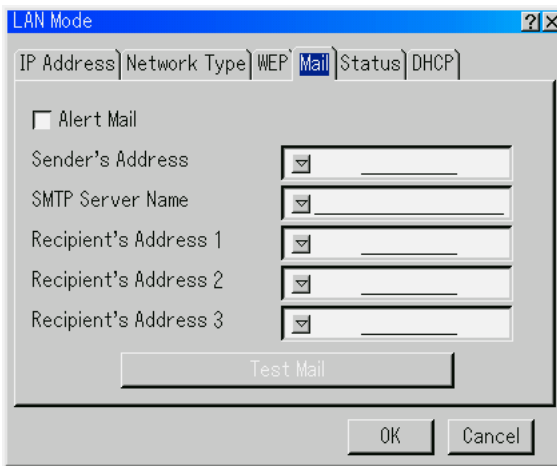 LAN Mode ? ×
IP Address Network Type WEP Mail Status DHCP
Alert Mail
Sender's Address
SMTP Server Name
Recipient's Address 1
Recipient's Address 2
Recipient's Address 3
Test Mail
OK Cancel